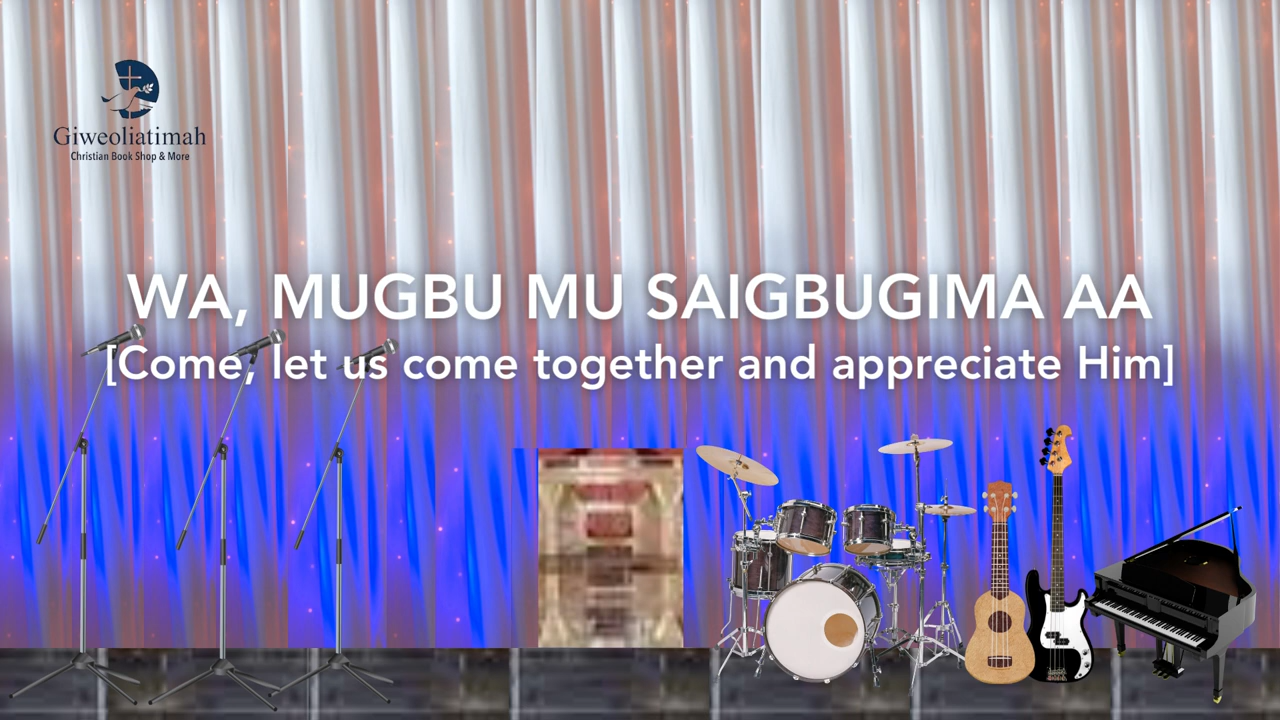 Giweoliatimah
Christian Book Shop & More
WA, MUGBU MU SAIGBUGIMA AA
[Come, let us come together and appreciate Him]